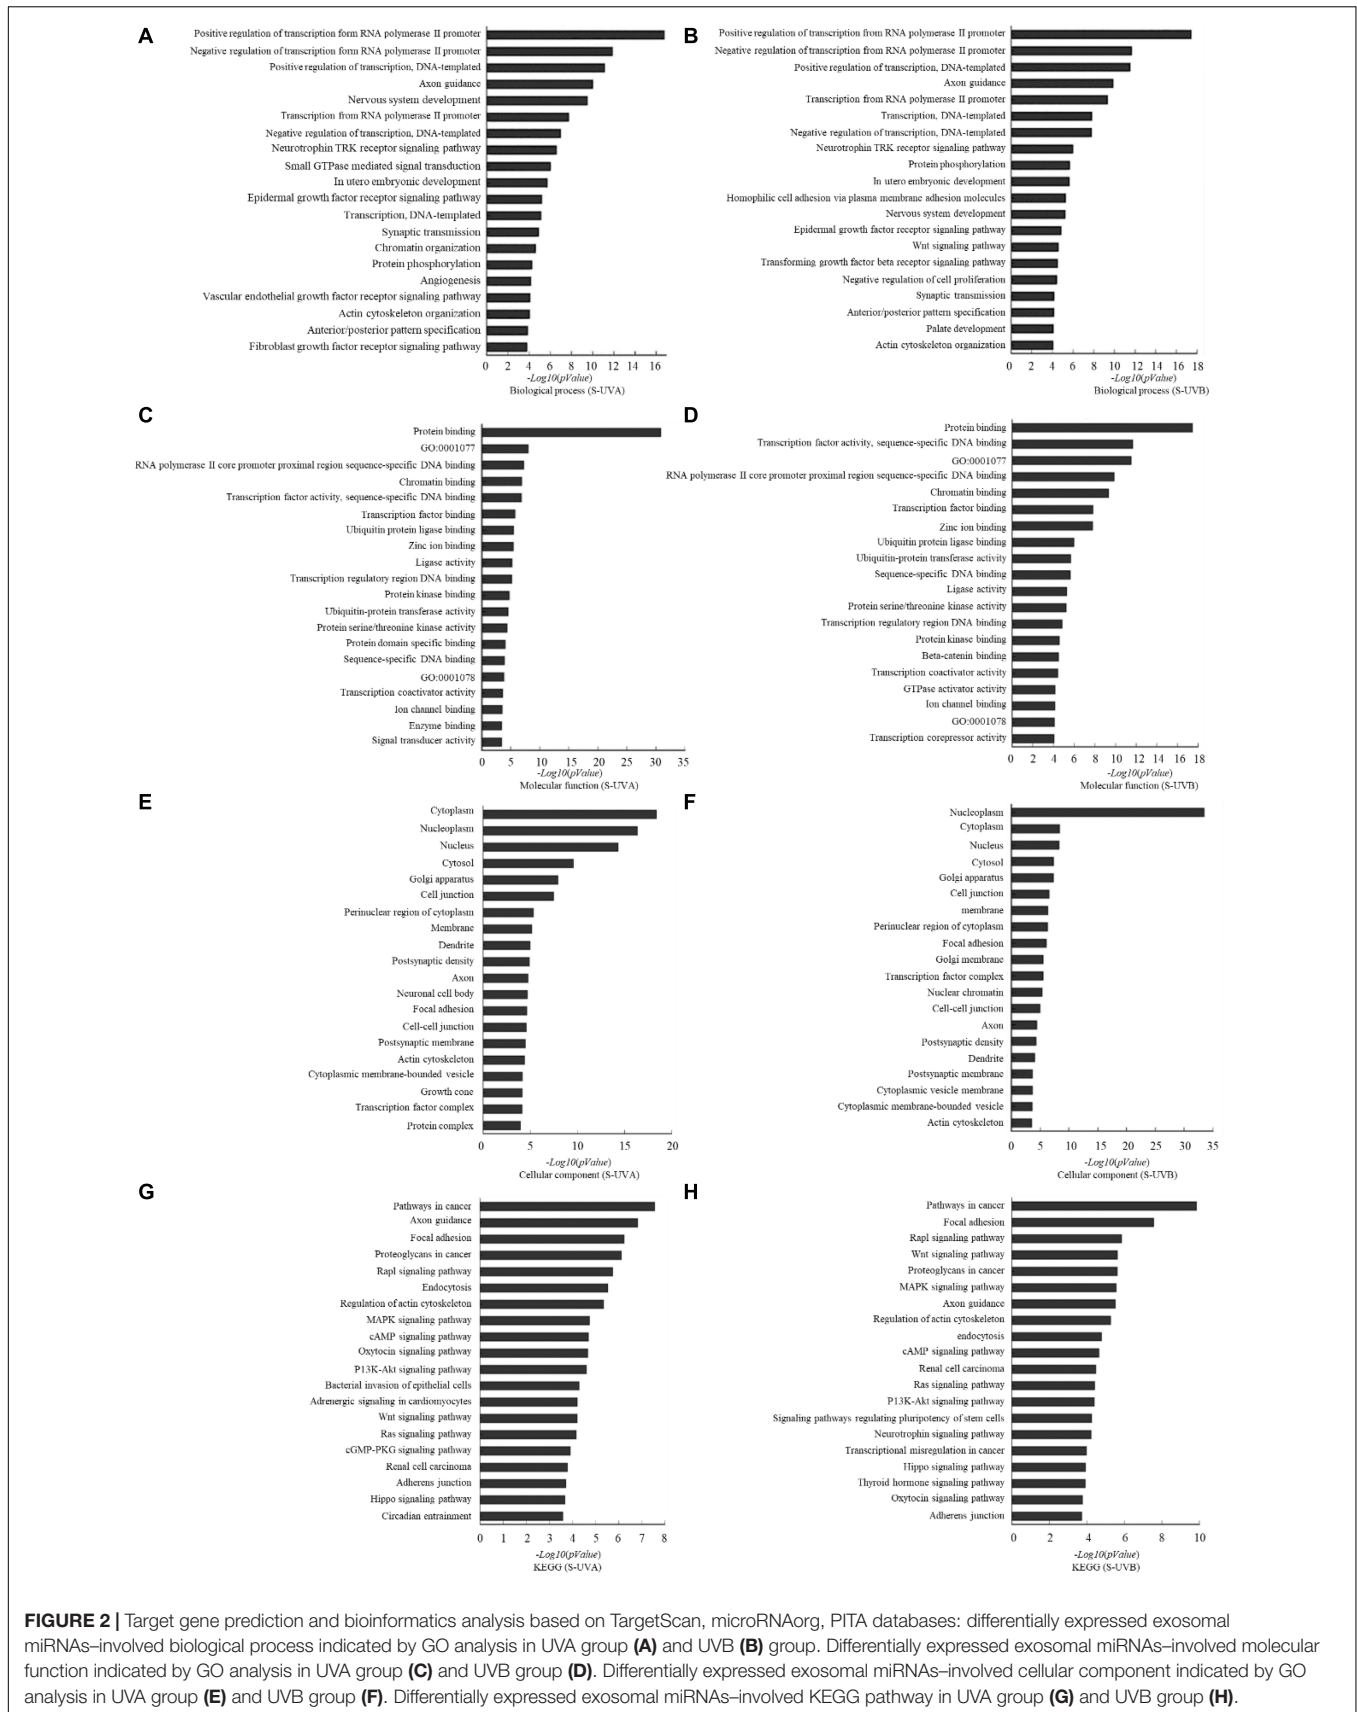 A
Positive regulation of transcription form RNA polymerase II promoter
Negative regulation of transcription form RNA polymerase II promoter
Positive regulation of transcription, DNA-templated
Axon guidance
Nervous system development
Transcription from RNA polymerase II promoter
Negative regulation of transcription, DNA-templated
Neurotrophin TRK receptor signaling pathway
Small GTPase mediated signal transduction
In utero embryonic development
Epidermal growth factor receptor signaling pathway
Transcription, DNA-templated
Synaptic transmission
Chromatin organization
Protein phosphorylation
Angiogenesis
Vascular endothelial growth factor receptor signaling pathway
Actin cytoskeleton organization
Anterior/posterior pattern specification
Fibroblast growth factor receptor signaling pathway
0 2 4 6 8 10 12 14 16
-Log10(pValue)
Biological process (S-UVA)
B
Positive regulation of transcription from RNA polymerase II promoter
Negative regulation of transcription from RNA polymerase II promoter
Positive regulation of transcription, DNA-templated
Axon guidance
Transcription from RNA polymerase II promoter
Transcription, DNA-templated
Negative regulation of transcription, DNA-templated
Neurotrophin TRK receptor signaling pathway
Protein phosphorylation
In utero embryonic development
Homophilic cell adhesion via plasma membrane adhesion molecules
Nervous system development
Epidermal growth factor receptor signaling pathway
Wnt signaling pathway
Transforming growth factor beta receptor signaling pathway
Negative regulation of cell proliferation
Synaptic transmission
Anterior/posterior pattern specification
Palate development
Actin cytoskeleton organization
0 2 4 6 8 10 12 14 16 18
-Log10(pValue)
Biological process (S-UVB)
C
Protein binding
GO:0001077
RNA polymerase II core promoter proximal region sequence-specific DNA binding
Chromatin binding
Transcription factor activity, sequence-specific DNA binding
Transcription factor binding
Ubiquitin protein ligase binding
Zinc ion binding
Ligase activity
Transcription regulatory region DNA binding
Protein kinase binding
Ubiquitin-protein transferase activity
Protein serine/threonine kinase activity
Protein domain specific binding
Sequence-specific DNA binding
GO:0001078
Transcription coactivator activity
Ion channel binding
Enzyme binding
Signal transducer activity
0 5 10 15 20 25 30 35
-Log10(pValue)
Molecular function (S-UVA)
D
Protein binding
Transcription factor activity, sequence-specific DNA binding
GO:0001077
RNA polymerase II core promoter proximal region sequence-specific DNA binding
Chromatin binding
Transcription factor binding
Zinc ion binding
Ubiquitin protein ligase binding
Ubiquitin-protein transferase activity
Sequence-specific DNA binding
Ligase activity
Protein serine/threonine kinase activity
Transcription regulatory region DNA binding
Protein kinase binding
Beta-catenin binding
Transcription coactivator activity
GTPase activator activity
Ion channel binding
GO:0001078
Transcription corepressor activity
0 2 4 6 8 10 12 14 16 18
-Log10(pValue)
Molecular function (S-UVB)
E
Cytoplasm
Nucleoplasm
Nucleus
Cytosol
Golgi apparatus
Cell junction
Perinuclear region of cytoplasm
Membrane
Dendrite
Postsynaptic density
Axon
Neuronal cell body
Focal adhesion
Cell-cell junction
Postsynaptic membrane
Actin cytoskeleton
Cytoplasmic membrane-bounded vesicle
Growth cone
Transcription factor complex
Protein complex
0 5 10 15 20
-Log10(pValue)
Cellular component (S-UVA)
F
Nucleoplasm
Cytoplasm
Nucleus
Cytosol
Golgi apparatus
Cell junction
membrane
Perinuclear region of cytoplasm
Focal adhesion
Golgi membrane
Transcription factor complex
Nuclear chromatin
Cell-cell junction
Axon
Postsynaptic density
Dendrite
Postsynaptic membrane
Cytoplasmic vesicle membrane
Cytoplasmic membrane-bounded vesicle
Actin cytoskeleton
0 5 10 15 20 25 30 35
-Log10(pValue)
Cellular component (S-UVB)
G
Pathways in cancer
Axon guidance
Focal adhesion
Proteoglycans in cancer
Rapl signaling pathway
Endocytosis
Regulation of actin cytoskeleton
MAPK signaling pathway
cAMP signaling pathway
Oxytocin signaling pathway
P13K-Akt signaling pathway
Bacterial invasion of epithelial cells
Adrenergic signaling in cardiomyocytes
Wnt signaling pathway
Ras signaling pathway
cGMP-PKG signaling pathway
Renal cell carcinoma
Adherens junction
Hippo signaling pathway
Circadian entrainment
0 1 2 3 4 5 6 7 8
-Log10(pValue)
KEGG (S-UVA)
H
Pathways in cancer
Focal adhesion
Rapl signaling pathway
Wnt signaling pathway
Proteoglycans in cancer
MAPK signaling pathway
Axon guidance
Regulation of actin cytoskeleton
endocytosis
cAMP signaling pathway
Renal cell carcinoma
Ras signaling pathway
P13K-Akt signaling pathway
Signaling pathways regulating pluripotency of stem cells
Neurotrophin signaling pathway
Transcriptional misregulation in cancer
Hippo signaling pathway
Thyroid hormone signaling pathway
Oxytocin signaling pathway
Adherens junction
0 2 4 6 8 10
-Log10(pValue)
KEGG (S-UVB)
FIGURE 2 | Target gene prediction and bioinformatics analysis based on TargetScan, microRNAorg, PITA databases: differentially expressed exosomal
miRNAs–involved biological process indicated by GO analysis in UVA group (A) and UVB (B) group. Differentially expressed exosomal miRNAs–involved molecular
function indicated by GO analysis in UVA group (C) and UVB group (D). Differentially expressed exosomal miRNAs–involved cellular component indicated by GO
analysis in UVA group (E) and UVB group (F). Differentially expressed exosomal miRNAs–involved KEGG pathway in UVA group (G) and UVB group (H).